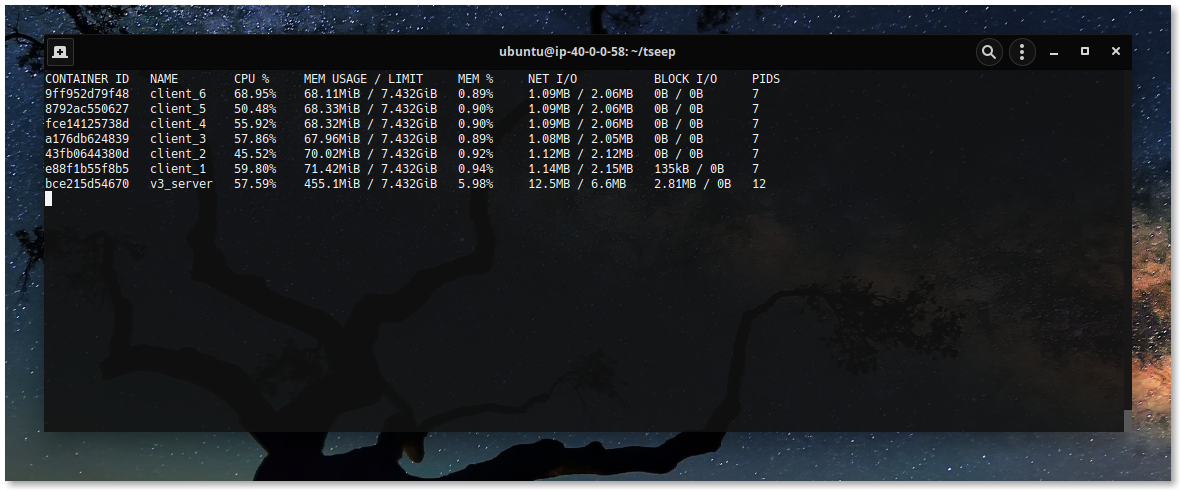 ubuntu@ip-40-0-0-58: ~/tseep
CONTAINER ID NAME CPU % MEM USAGE / LIMIT MEM % NET I/O BLOCK I/O PIDS
9ff952d79f48 client_6 68.95% 68.11MiB / 7.432GiB 0.89% 1.09MB / 2.06MB 0B / 0B 7
8792ac550627 client_5 50.48% 68.33MiB / 7.432GiB 0.90% 1.09MB / 2.06MB 0B / 0B 7
fce14125738d client_4 55.92% 68.32MiB / 7.432GiB 0.90% 1.09MB / 2.06MB 0B / 0B 7
a176db624839 client_3 57.86% 67.96MiB / 7.432GiB 0.89% 1.08MB / 2.05MB 0B / 0B 7
43fb0644380d client_2 45.52% 70.02MiB / 7.432GiB 0.92% 1.12MB / 2.12MB 0B / 0B 7
e88f1b55f8b5 client_1 59.80% 71.42MiB / 7.432GiB 0.94% 1.14MB / 2.15MB 135kB / 0B 7
bce215d54670 v3_server 57.59% 455.1MiB / 7.432GiB 5.98% 12.5MB / 6.6MB 2.81MB / 0B 12